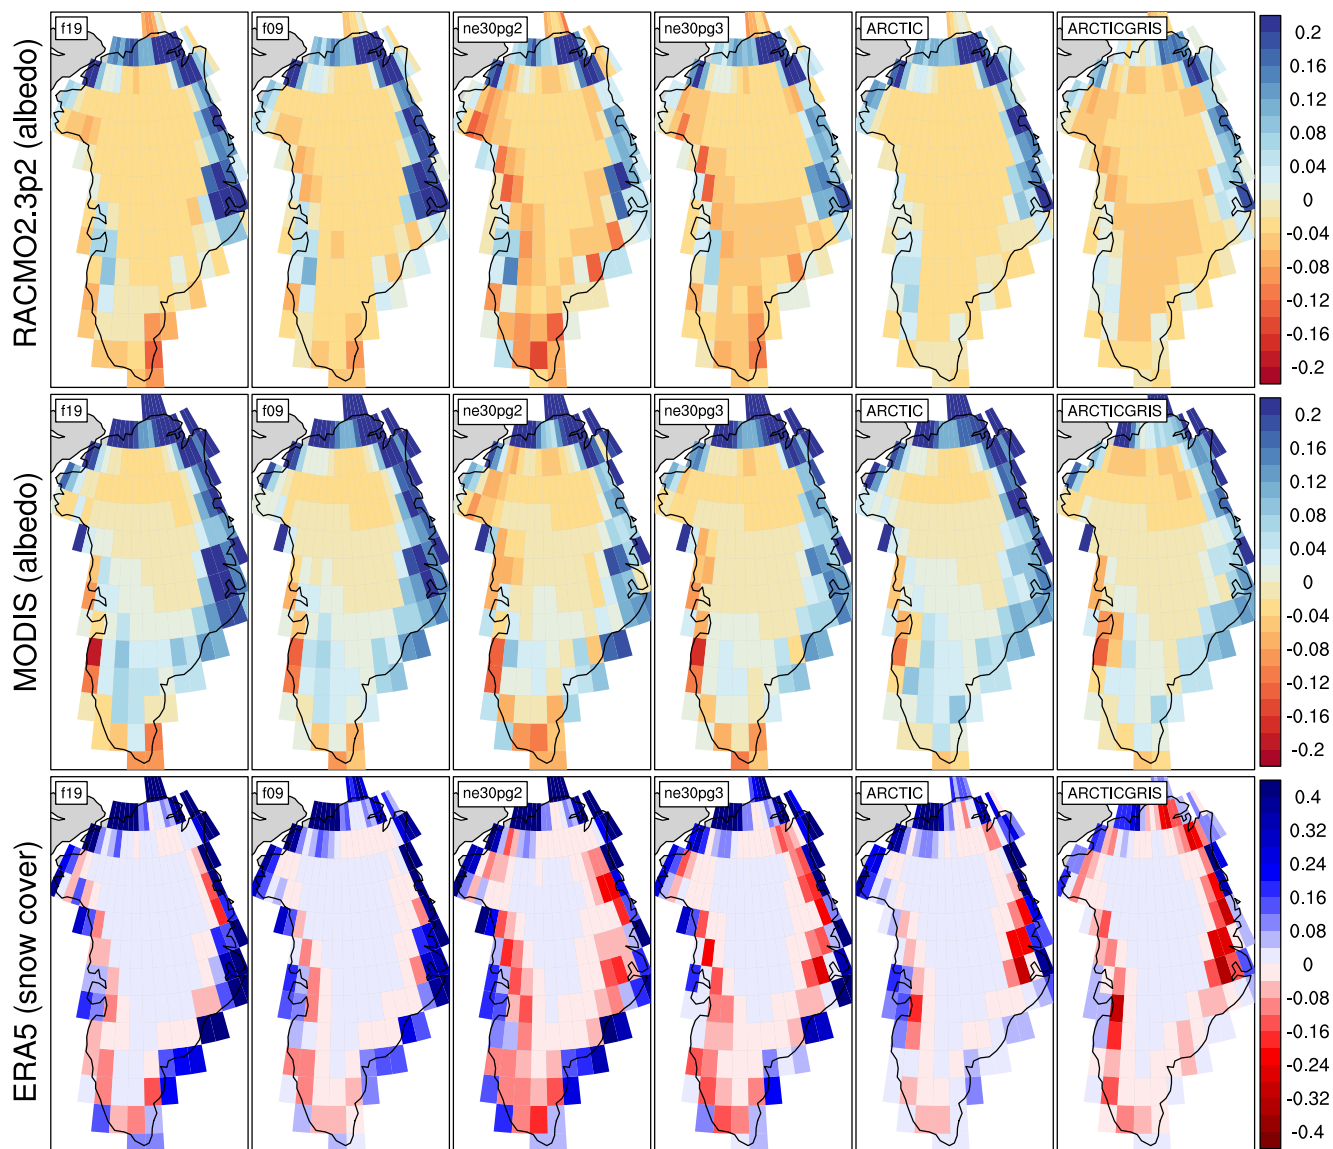 RACMO2.3p2 (albedo)
f19
f09
ne30pg2
ne30pg3
ARCTIC
ARCTICGRIS
0.2
0.16
0.12
0.08
0.04
0
-0.04
-0.08
-0.12
-0.16
-0.2
MODIS (albedo)
f19
f09
ne30pg2
ne30pg3
ARCTIC
ARCTICGRIS
0.2
0.16
0.12
0.08
0.04
0
-0.04
-0.08
-0.12
-0.16
-0.2
ERA5 (snow cover)
f19
f09
ne30pg2
ne30pg3
ARCTIC
ARCTICGRIS
0.4
0.32
0.24
0.16
0.08
0
-0.08
-0.16
-0.24
-0.32
-0.4